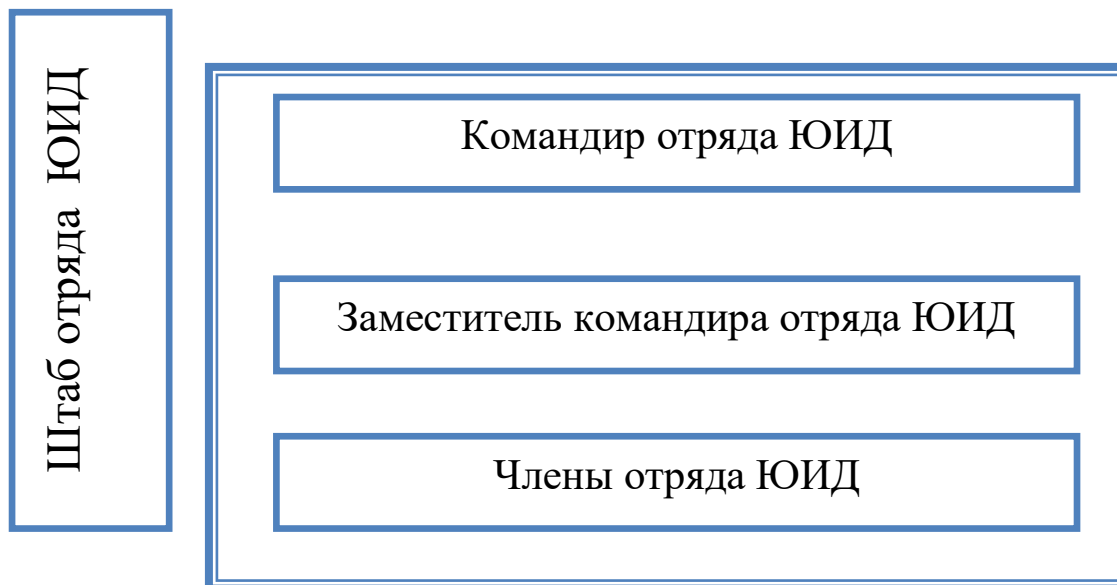 Штаб отряда ЮИД
Командир отряда ЮИД
Заместитель командира отряда ЮИД
Члены отряда ЮИД